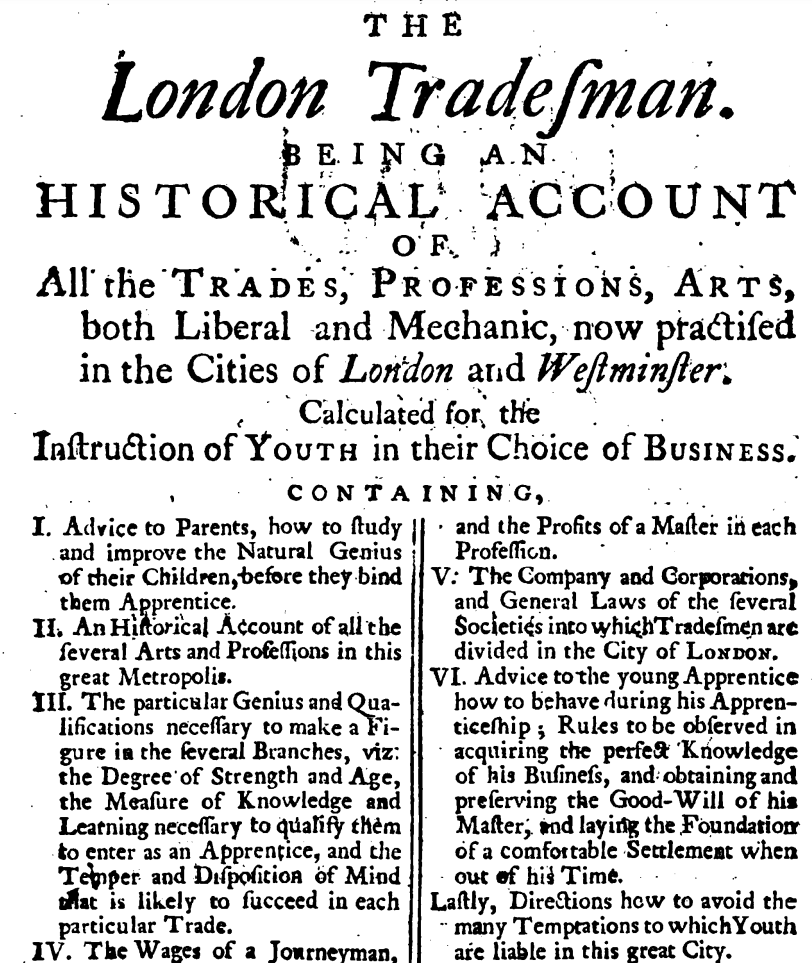 THE
London Tradeſman.
BEING AN
HISTORICAL ACCOUNT
OF
All the TRADES, PROFESSIONS, ARTS,
both Liberal and Mechanic, now practiſed
in the Cities of London and Weſtminſter.
Calculated for the
Inſtruction of YOUTH in their Choice of BUSINESS.
CONTAINING,
I. Advice to Parents, how to ſtudy
and improve the Natural Genius
of their Children, before they bind
them Apprentice.
II. An Hiſtorical Account of all the
ſeveral Arts and Profeſſions in this
great Metropolis.
III. The particular Genius and Qua-
lifications neceſſary to make a Fi-
gure in the ſeveral Branches, viz:
the Degree of Strength and Age,
the Meaſure of Knowledge and
Learning neceſſary to qualify them
to enter as an Apprentice, and the
Temper and Diſpoſition of Mind
that is likely to ſucceed in each
particular Trade.
IV. The Wages of a Journeyman,
and the Profits of a Maſter in each
Profeſſion.
V. The Company and Corporations,
and General Laws of the ſeveral
Societies into which Tradeſmen are
divided in the City of LONDON.
VI. Advice to the young Apprentice
how to behave during his Appren-
ticeſhip; Rules to be obſerved in
acquiring the perfect Knowledge
of his Buſineſs, and obtaining and
preſerving the Good-Will of his
Maſter, and laying the Foundation
of a comfortable Settlement when
out of his Time.
Laſtly, Directions how to avoid the
many Temptations to which Youth
are liable in this great City.